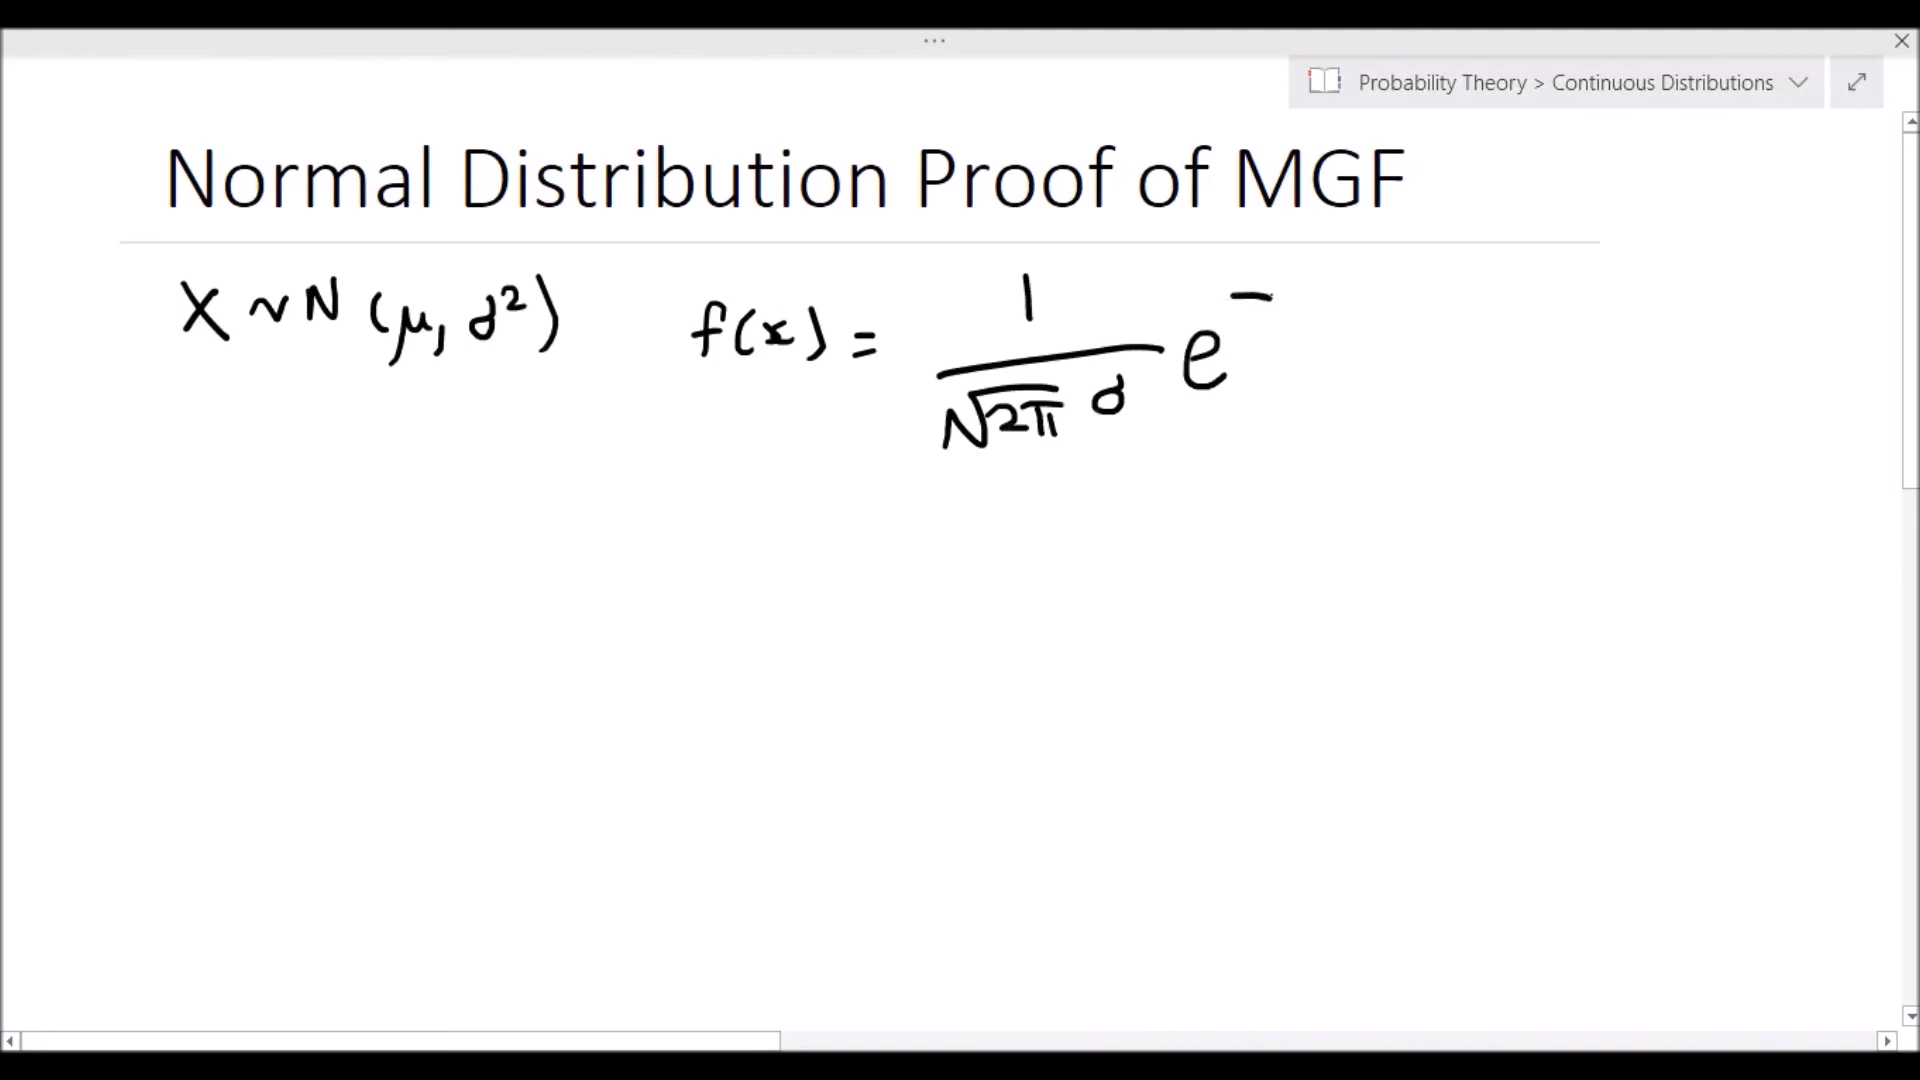 Probability Theory > Continuous Distributions
Normal Distribution Proof of MGF
X ~ N (μ, σ²) f(x) = 1/(√2π σ) e⁻